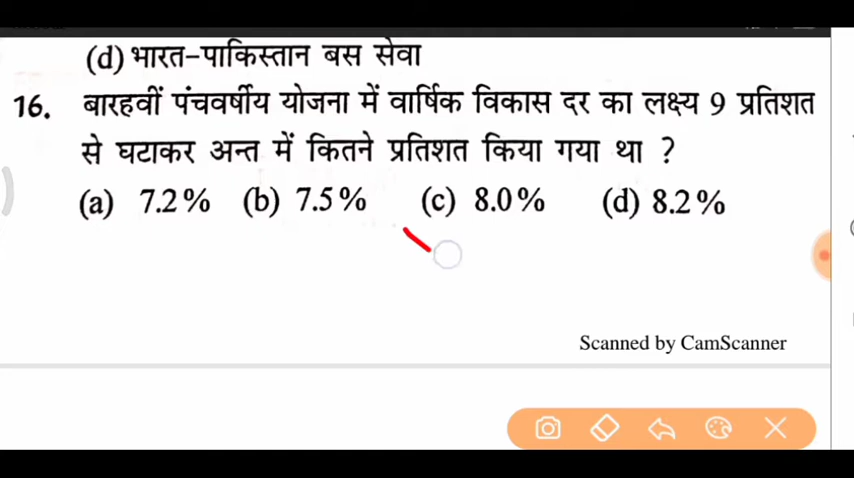 (d) भारत-पाकिस्तान बस सेवा
16. बारहवीं पंचवर्षीय योजना में वार्षिक विकास दर का लक्ष्य 9 प्रतिशत
से घटाकर अन्त में कितने प्रतिशत किया गया था ?
(a) 7.2% (b) 7.5% (c) 8.0% (d) 8.2%
Scanned by CamScanner